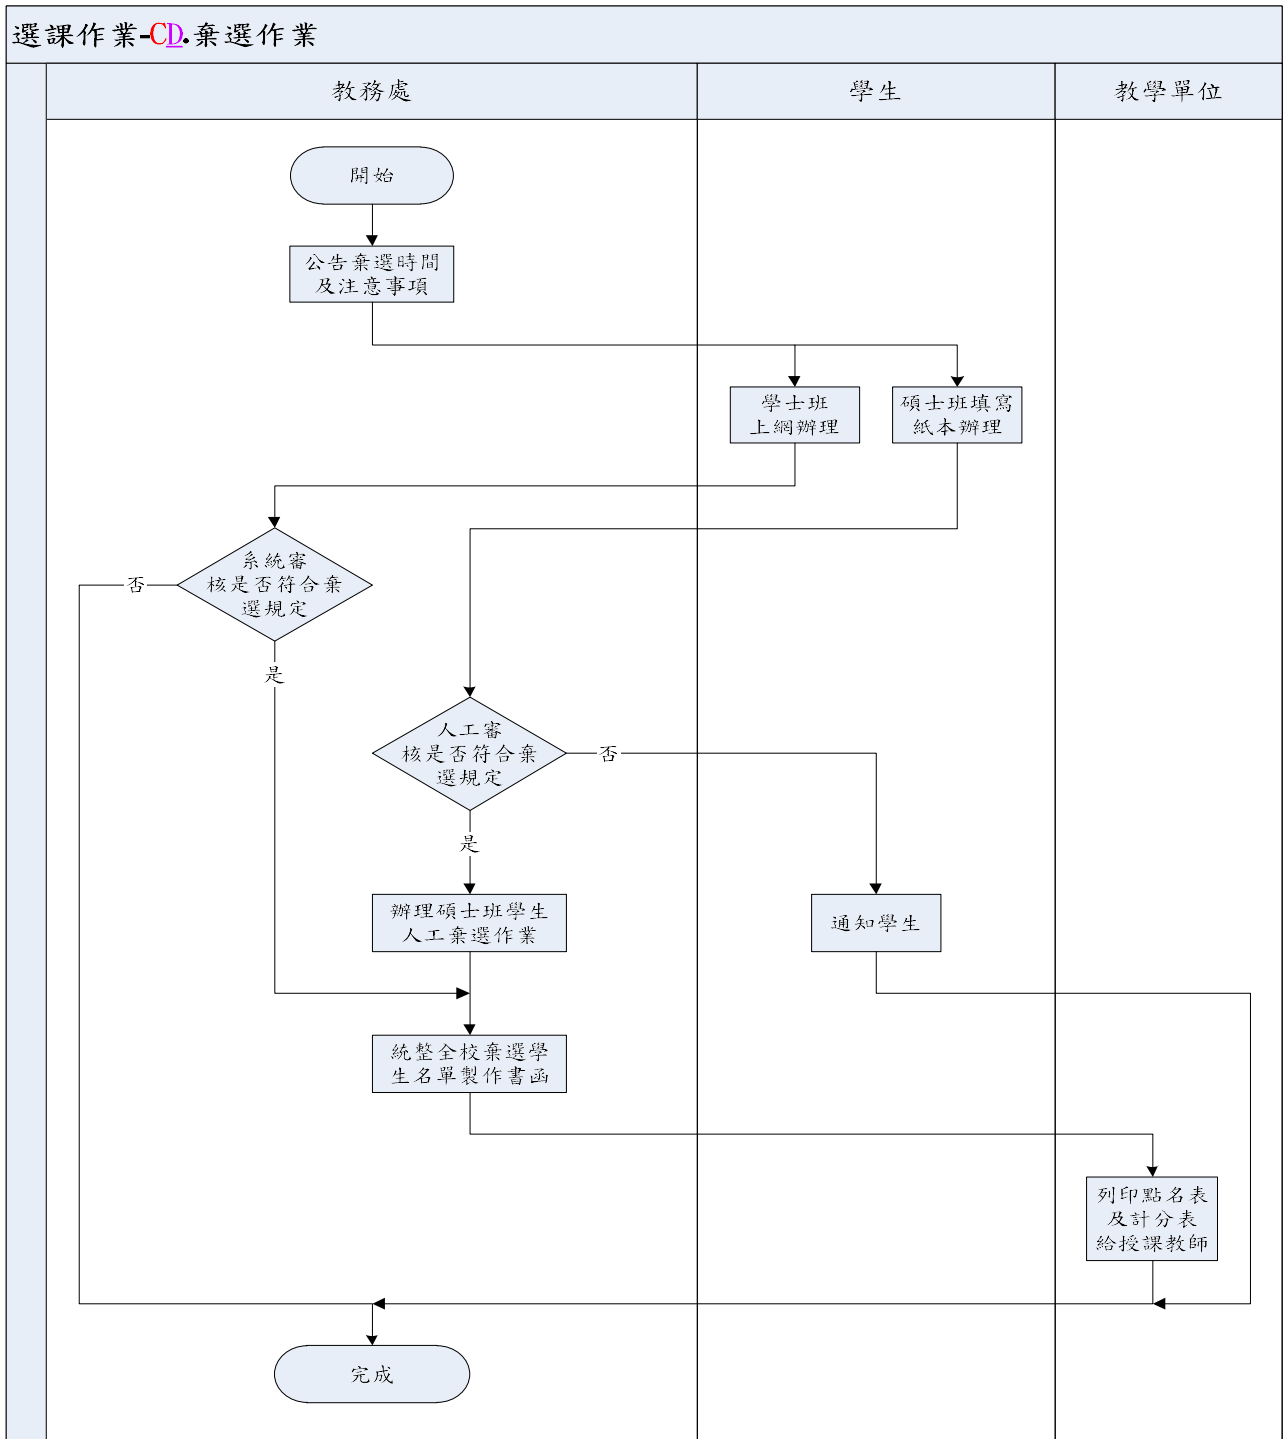 選課作業-CD.棄選作業
教務處
學生
教學單位
開始
公告棄選時間
及注意事項
學士班
上網辦理
碩士班填寫
紙本辦理
系統審
核是否符合棄
選規定
否
是
人工審
核是否符合棄
選規定
否
是
辦理碩士班學生
人工棄選作業
通知學生
統整全校棄選學
生名單製作書函
列印點名表
及計分表
給授課教師
完成